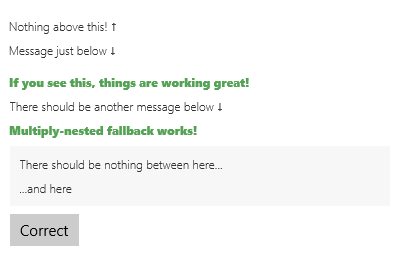 Nothing above this! ↑
Message just below ↓
If you see this, things are working great!
There should be another message below ↓
Multiply-nested fallback works!
There should be nothing between here...
...and here
Correct